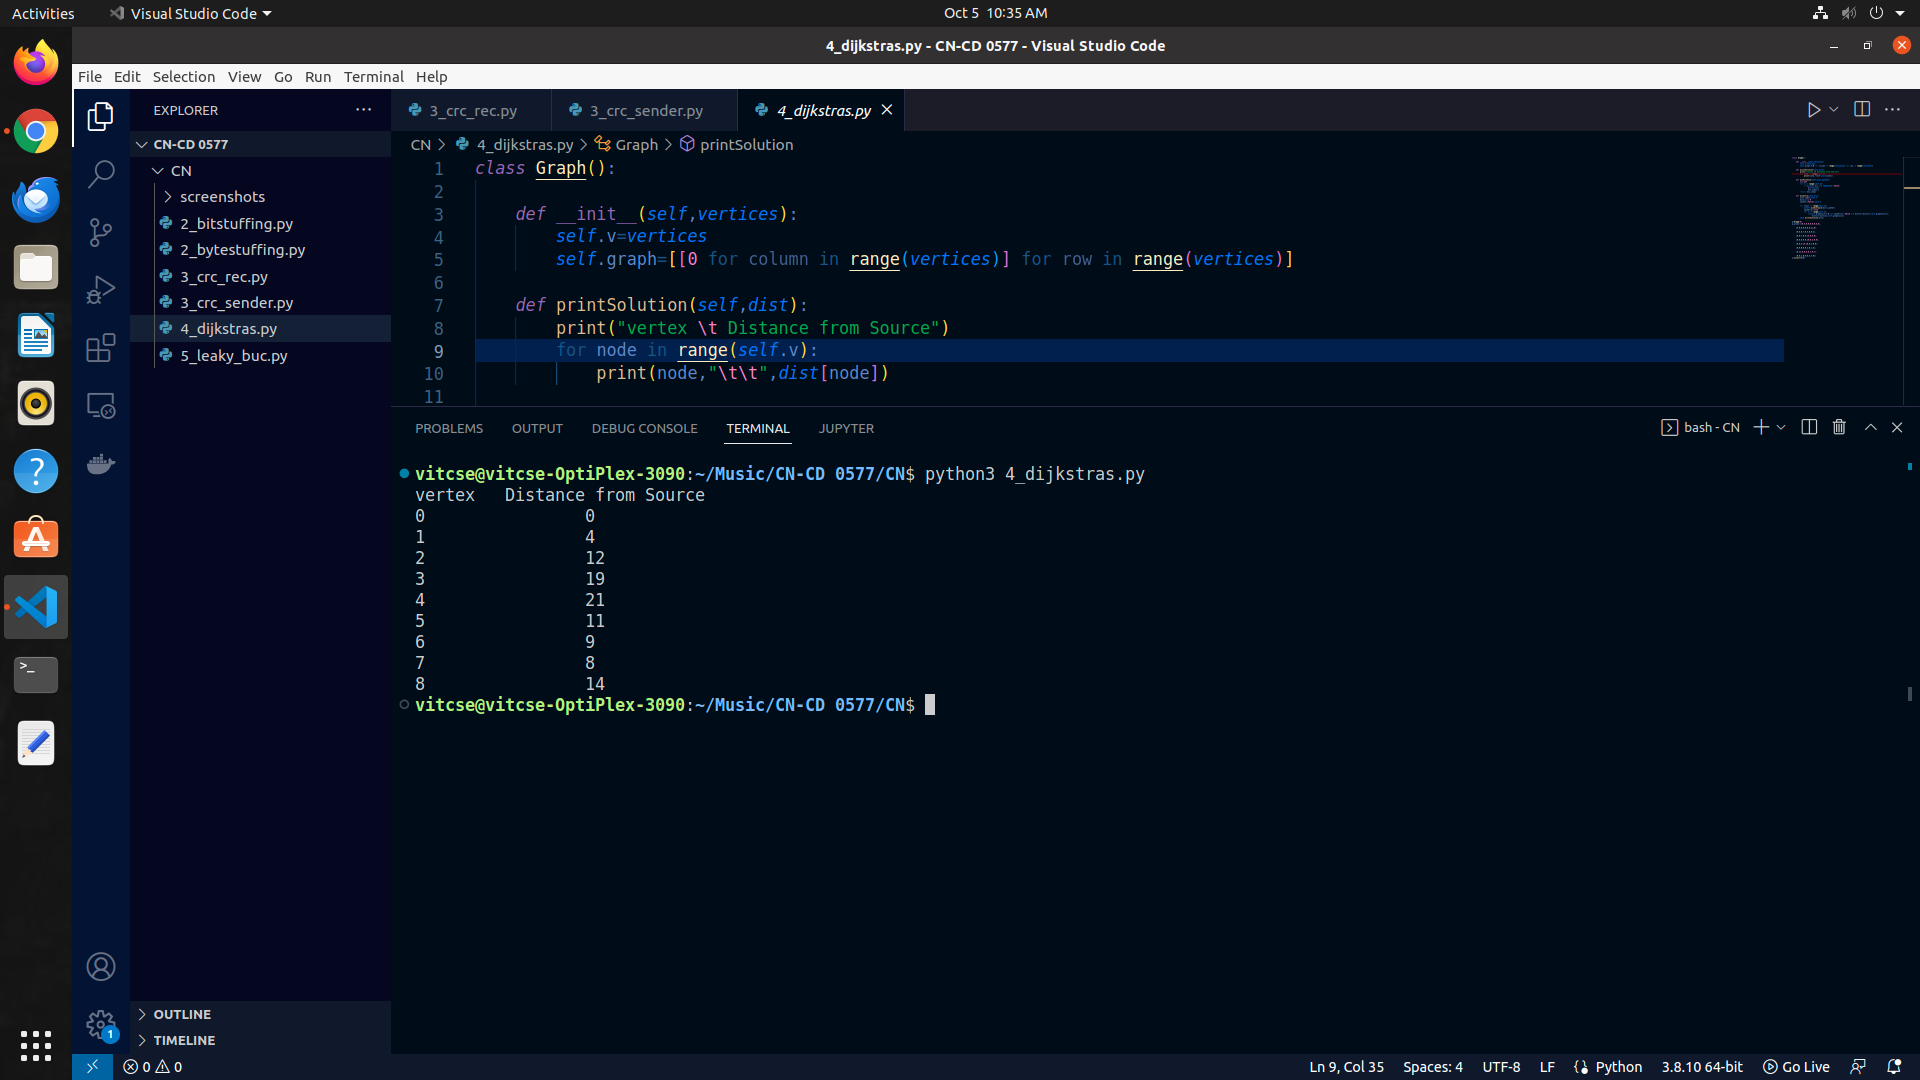 Activities
Visual Studio Code
Oct 5 10:35 AM
4_dijkstras.py - CN-CD 0577 - Visual Studio Code
File Edit Selection View Go Run Terminal Help
EXPLORER
CN-CD 0577
CN
screenshots
2_bitstuffing.py
2_bytestuffing.py
3_crc_rec.py
3_crc_sender.py
4_dijkstras.py
5_leaky_buc.py
OUTLINE
TIMELINE
3_crc_rec.py
3_crc_sender.py
4_dijkstras.py
CN > 4_dijkstras.py > Graph > printSolution
1 class Graph():
2
3 def __init__(self,vertices):
4 self.v=vertices
5 self.graph=[[0 for column in range(vertices)] for row in range(vertices)]
6
7 def printSolution(self,dist):
8 print("vertex \t Distance from Source")
9 for node in range(self.v):
10 print(node,"\t\t",dist[node])
11
PROBLEMS OUTPUT DEBUG CONSOLE TERMINAL JUPYTER
bash - CN
vitcse@vitcse-OptiPlex-3090:~/Music/CN-CD 0577/CN$ python3 4_dijkstras.py
vertex Distance from Source
0 0
1 4
2 12
3 19
4 21
5 11
6 9
7 8
8 14
vitcse@vitcse-OptiPlex-3090:~/Music/CN-CD 0577/CN$
1
0 0
Ln 9, Col 35 Spaces: 4 UTF-8 LF Python 3.8.10 64-bit Go Live